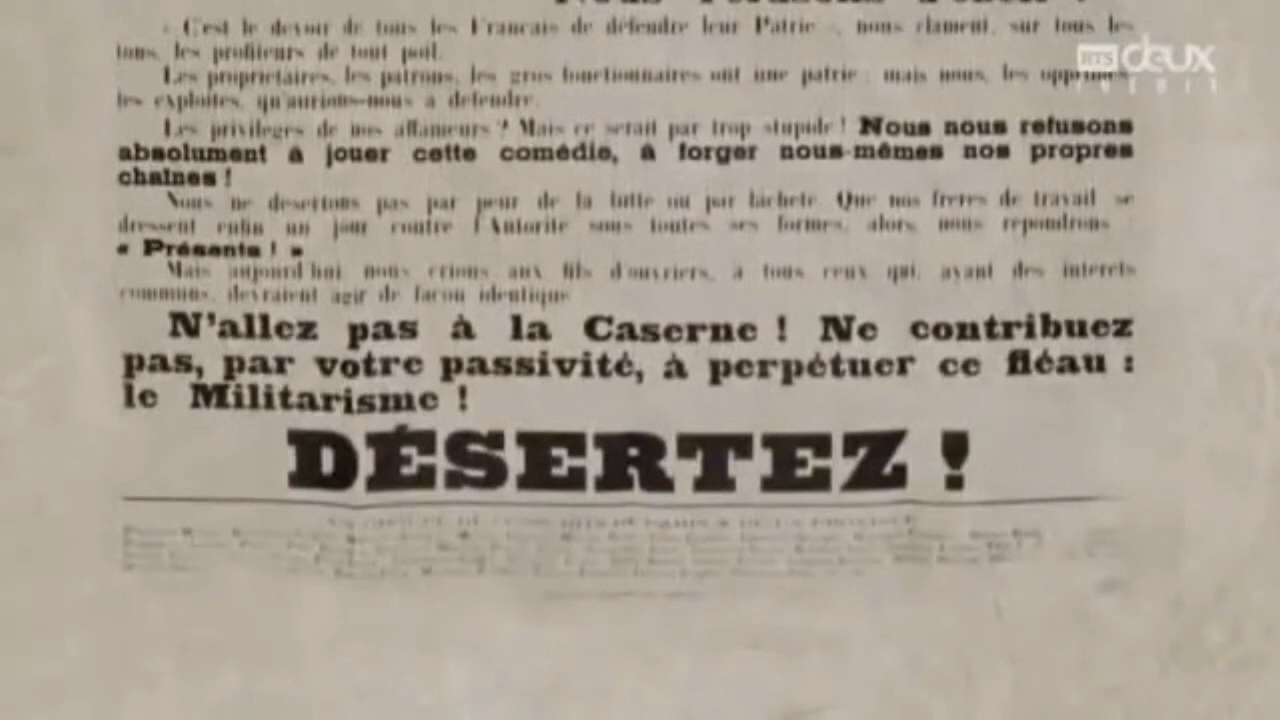 « C'est le devoir de tous les Français de défendre leur Patrie », nous clament, sur tous les
tons, les profiteurs de tout poil.
Les propriétaires, les patrons, les gros fonctionnaires ont une patrie ; mais nous, les opprimés,
les exploités, qu'aurions-nous à défendre.
Les privilèges de nos affameurs ? Mais ce serait par trop stupide ! Nous nous refusons
absolument à jouer cette comédie, à forger nous-mêmes nos propres
chaînes !
Nous ne désertons pas par peur de la lutte ou par lâcheté. Que nos frères de travail se
dressent enfin un jour contre l'Autorité sous toutes ses formes, alors nous répondrons :
« Présents ! »
Mais aujourd'hui nous crions aux fils d'ouvriers, à tous ceux qui, ayant des intérêts
communs, devraient agir de façon identique
N'allez pas à la Caserne ! Ne contribuez
pas, par votre passivité, à perpétuer ce fléau :
le Militarisme !
DÉSERTEZ !
RTS deux